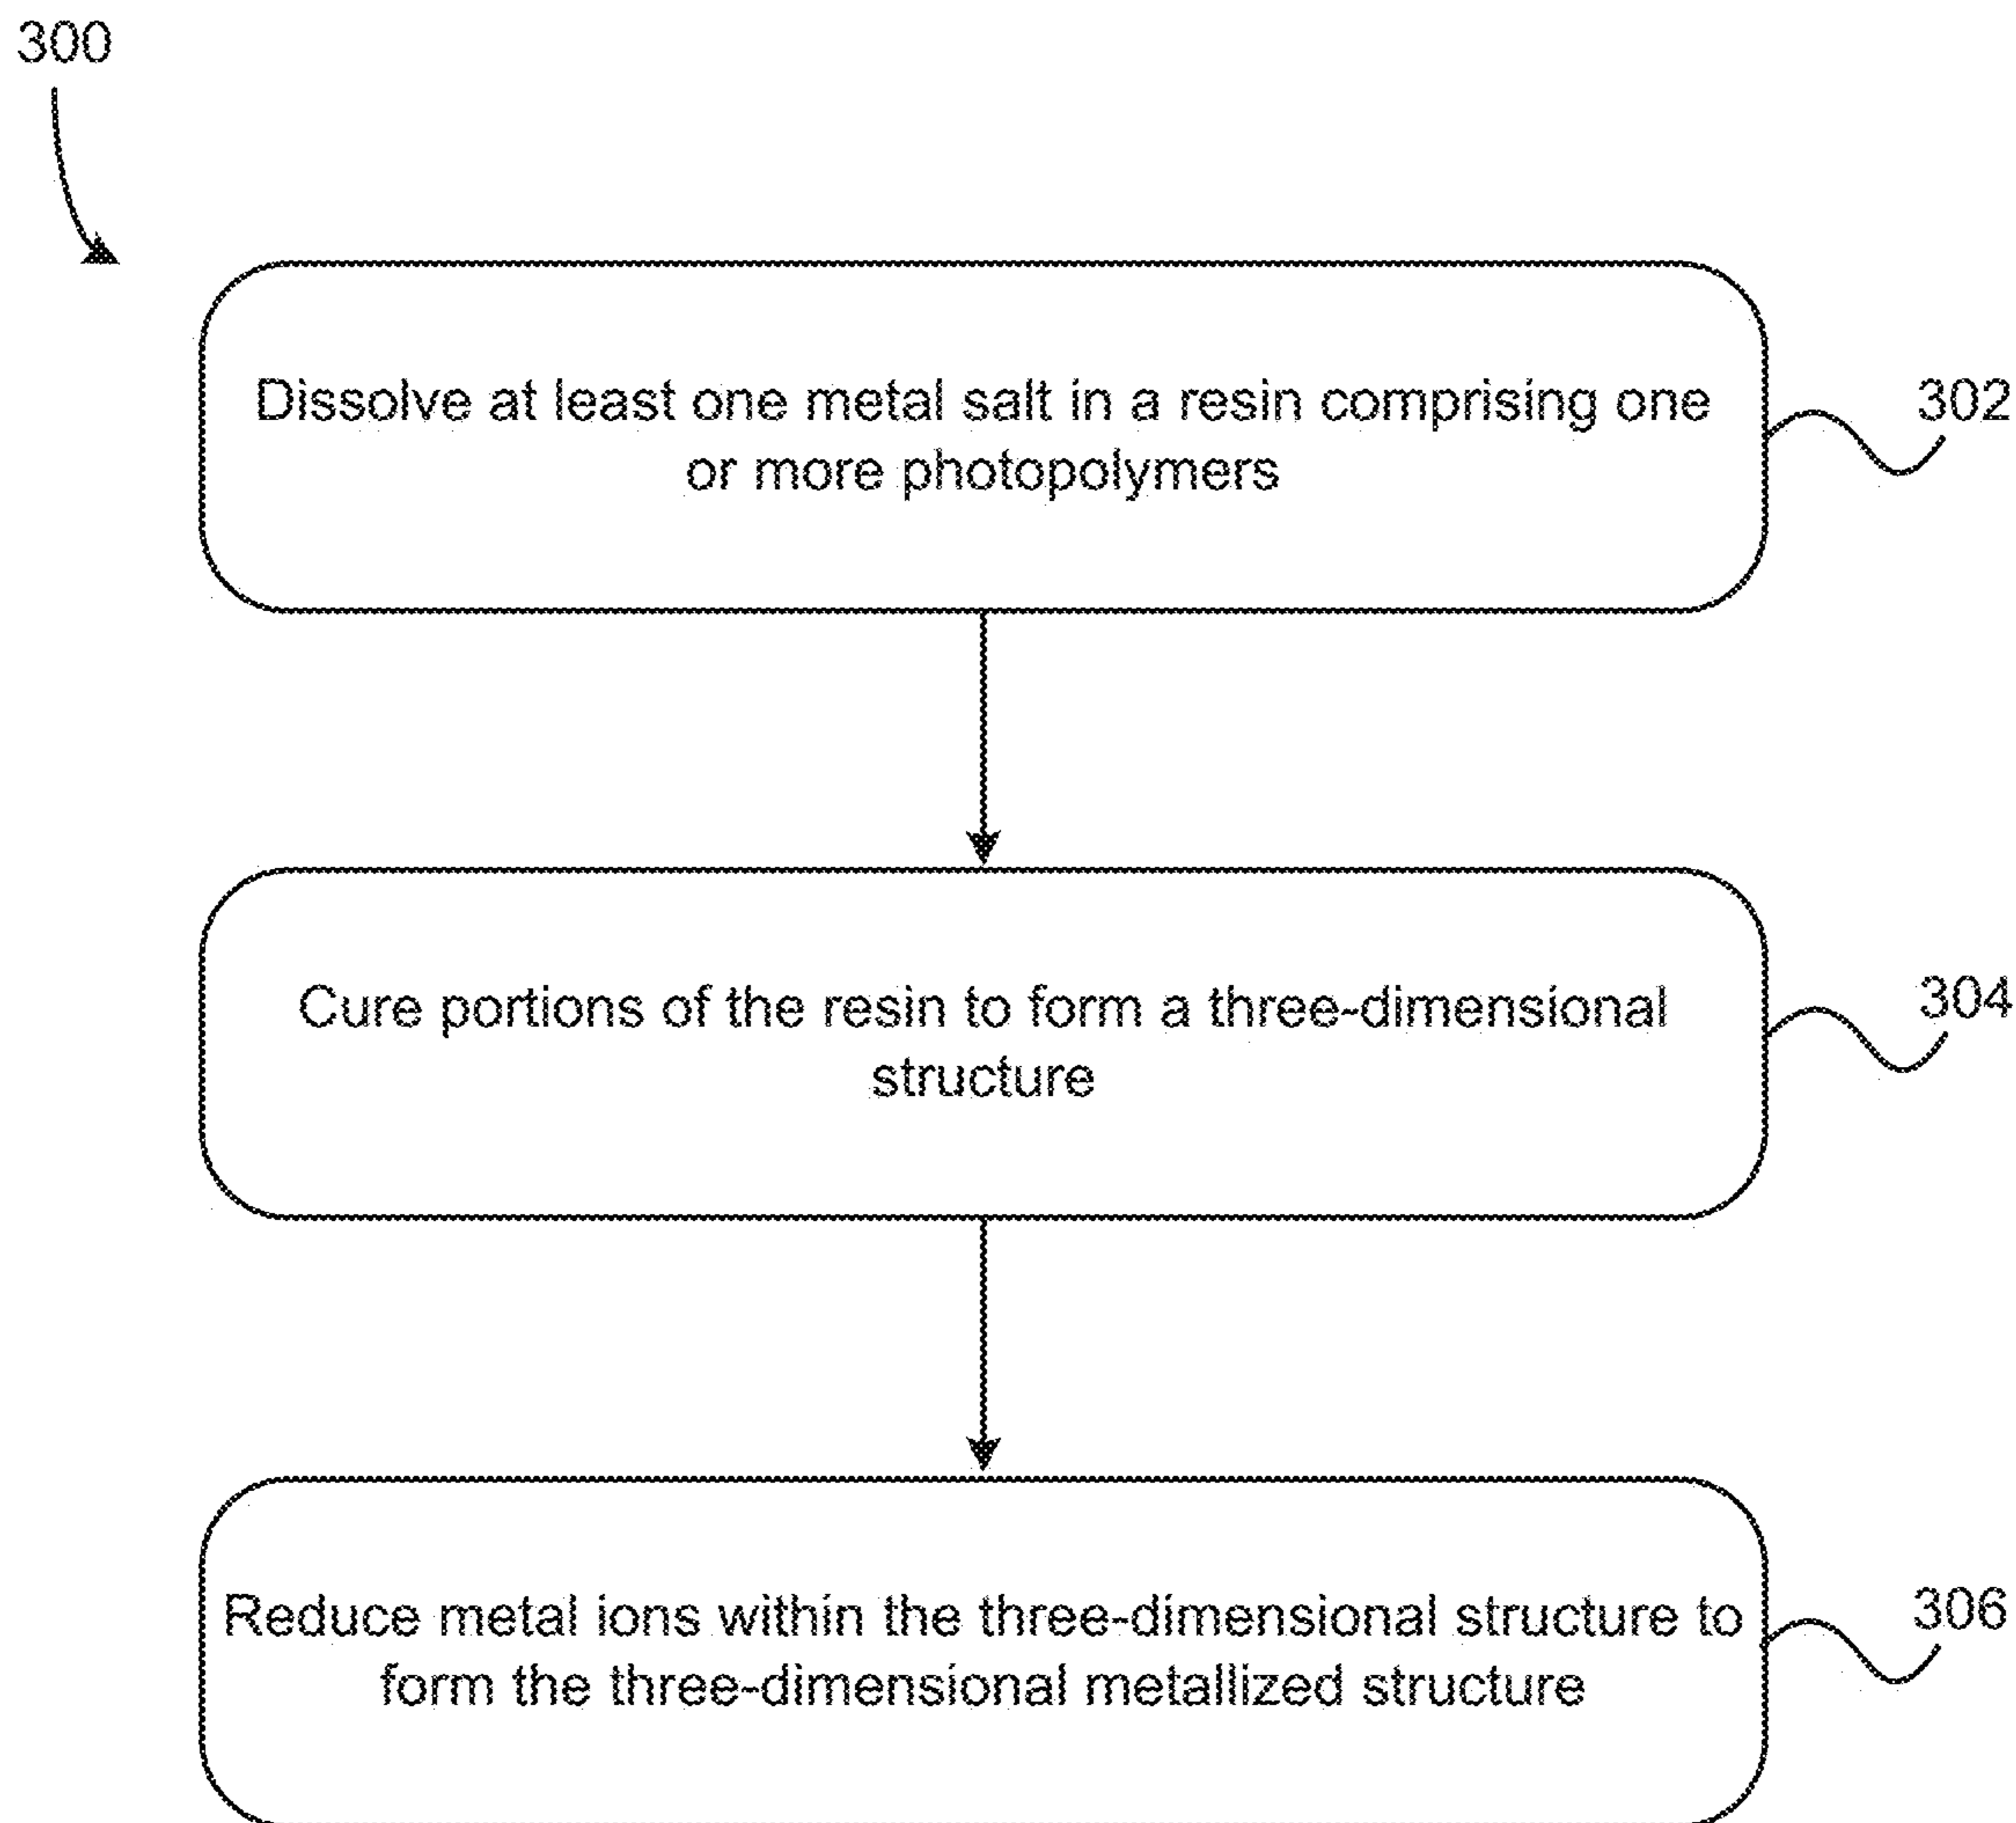 300
Dissolve at least one metal salt in a resin comprising one
or more photopolymers
302
Cure portions of the resin to form a three-dimensional
structure
304
Reduce metal ions within the three-dimensional structure to
form the three-dimensional metallized structure
306